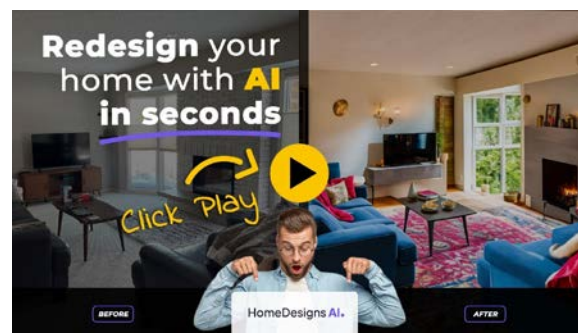 Redesign your
home with AI
in seconds
Click Play
BEFORE
HomeDesigns AI.
AFTER